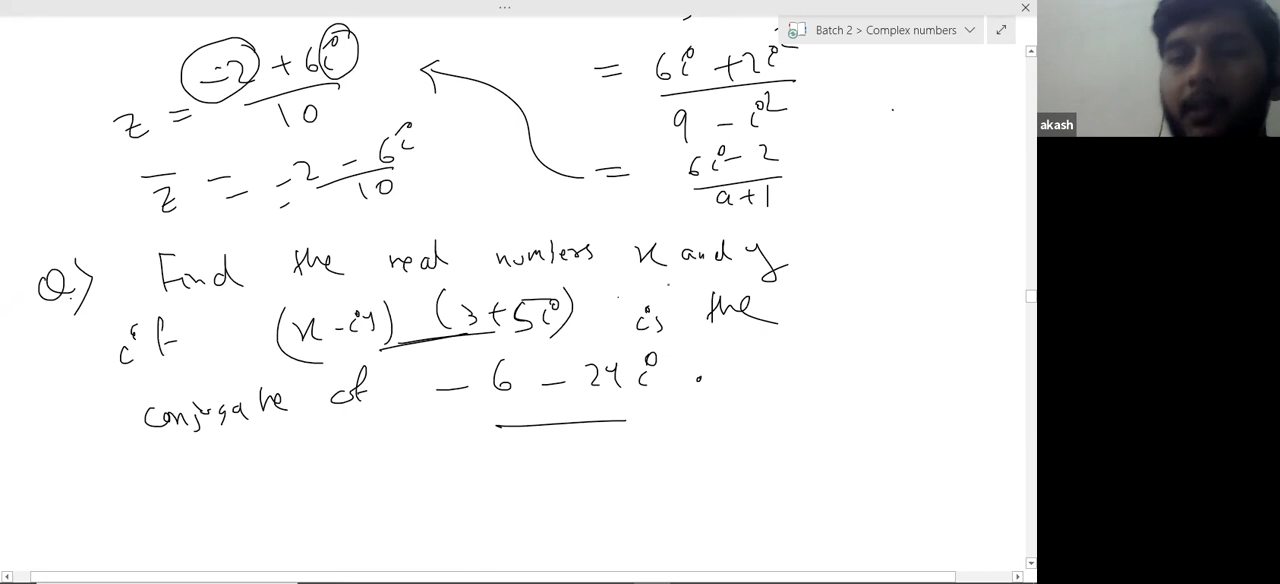 Batch 2 > Complex numbers
akash
z = -2 + 6i / 10
= 6i + 2i² / 9 - i²
z̅ = -2 - 6i / 10
= 6i - 2 / 9 + 1
Q.) Find the real numbers x and y
if (x - iy) (3 + 5i) is the
conjugate of - 6 - 24i .